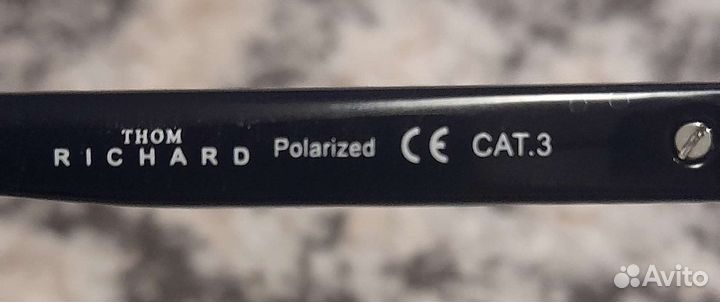 THOM
RICHARD Polarized CE CAT.3
Avito